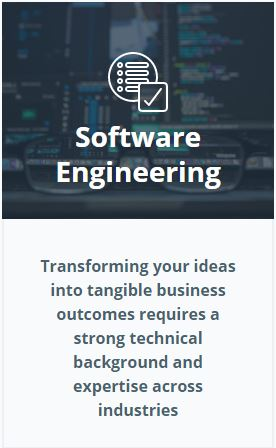 Software
Engineering
Transforming your ideas
into tangible business
outcomes requires a
strong technical
background and
expertise across
industries